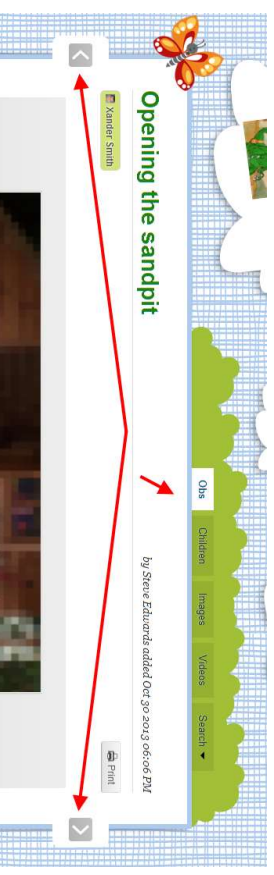 Obs Children Images Videos Search
Opening the sandpit
by Steve Edwards added Oct 30 2013 06:06 PM
Xander Smith
Print